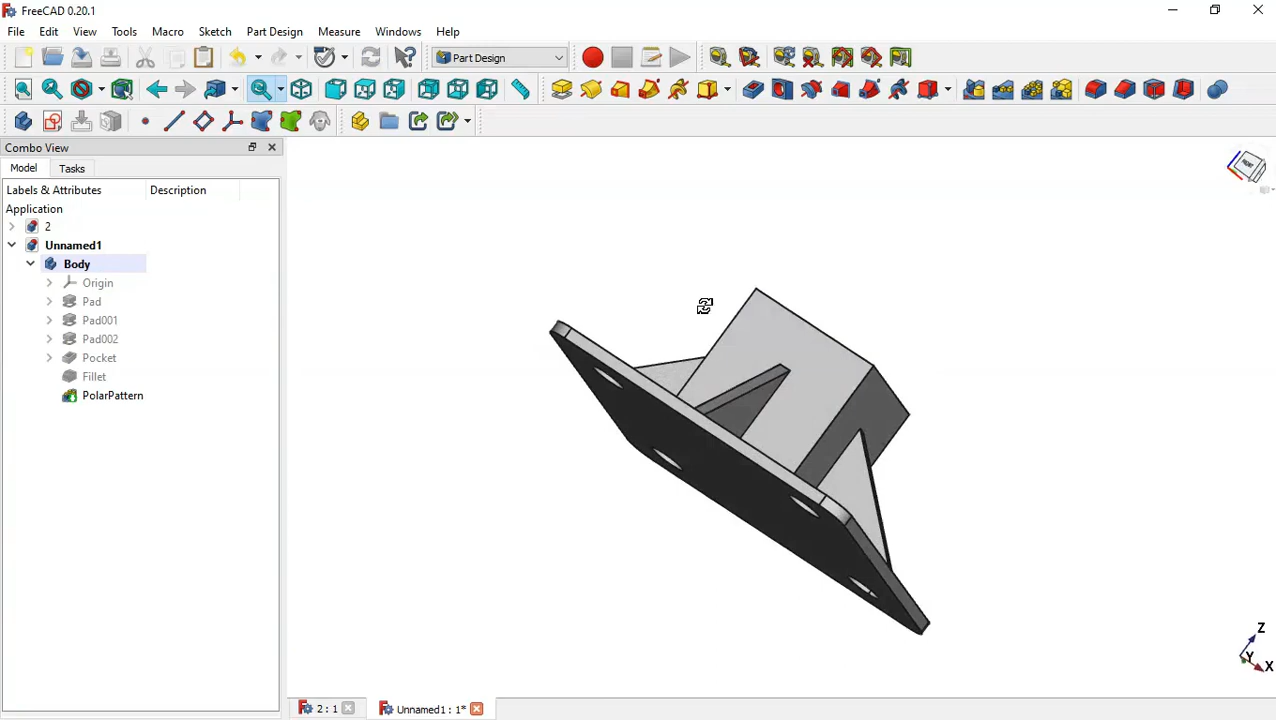 FreeCAD 0.20.1
File Edit View Tools Macro Sketch Part Design Measure Windows Help
Part Design
Combo View
Model Tasks
Labels & Attributes Description
Application
2
Unnamed1
Body
Origin
Pad
Pad001
Pad002
Pocket
Fillet
PolarPattern
FRONT
Z
Y
X
2 : 1 Unnamed1 : 1*